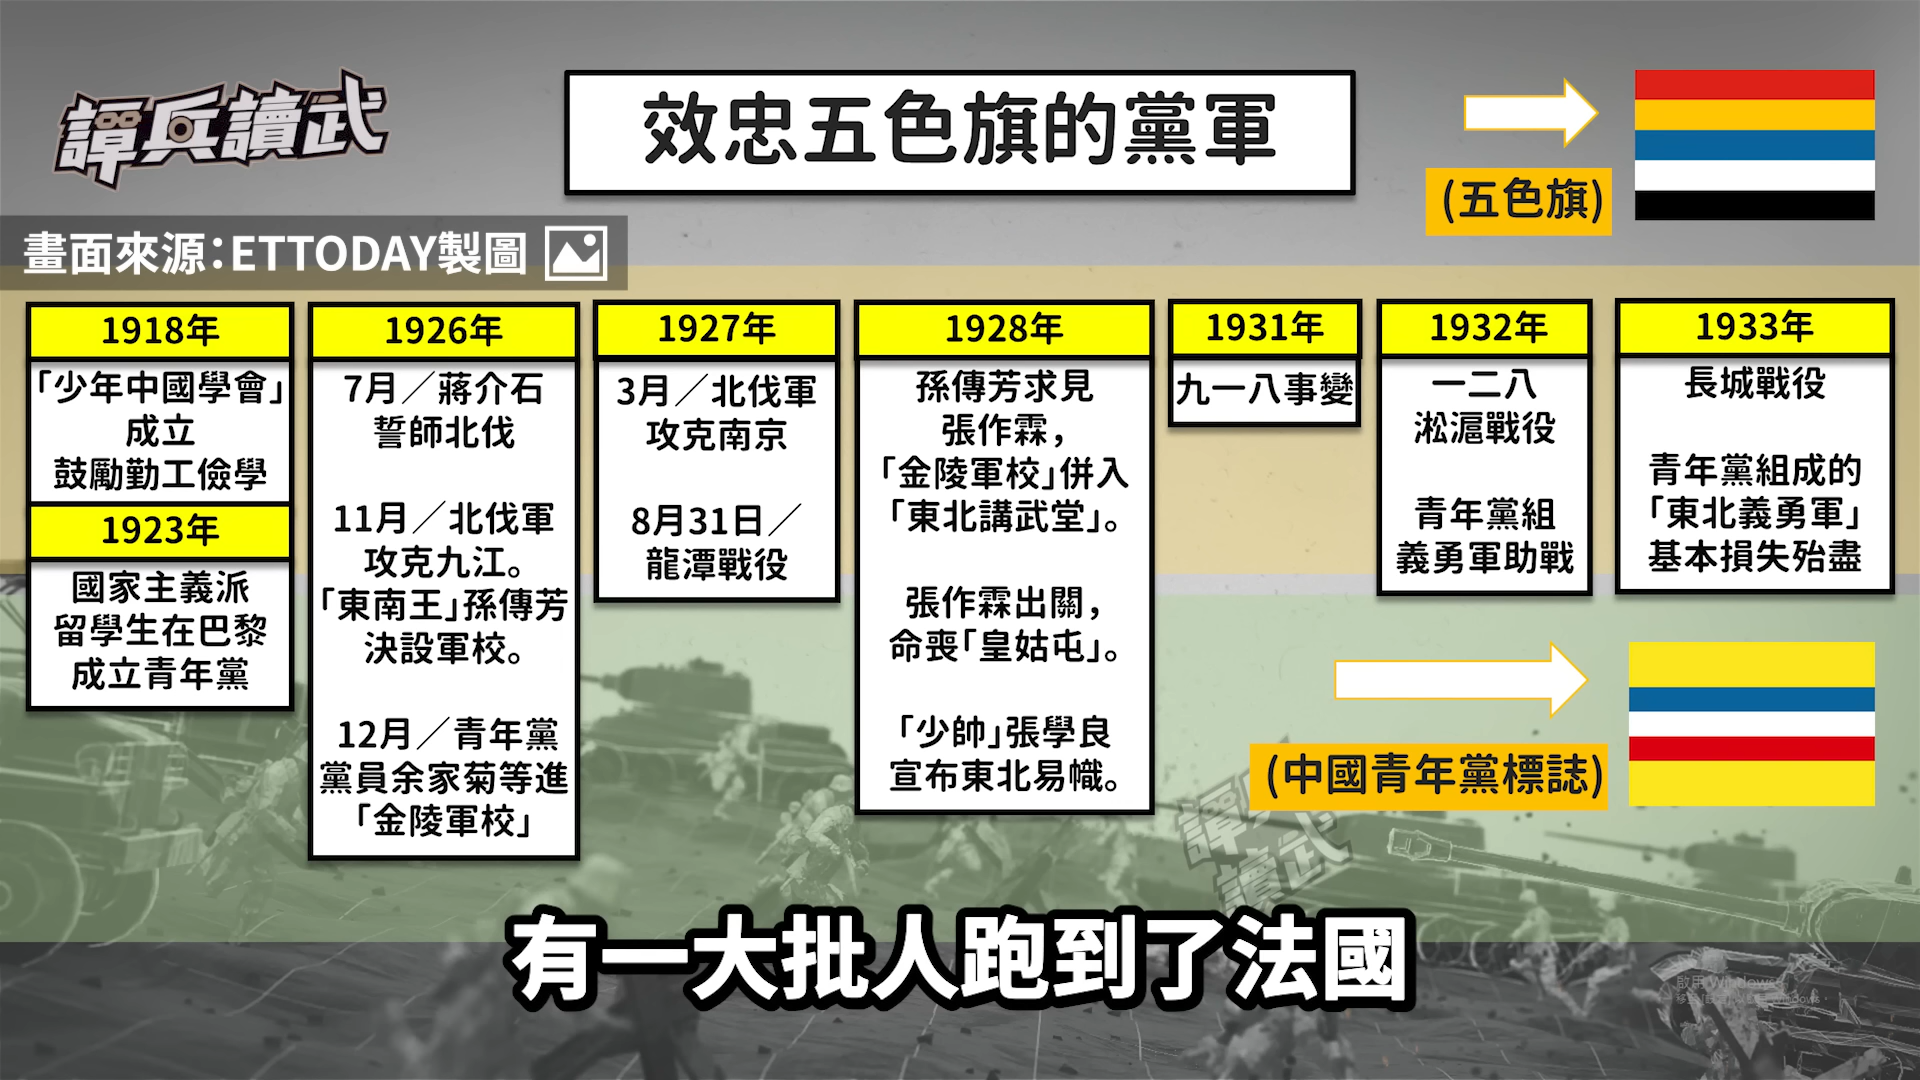 譚兵讀武
效忠五色旗的黨軍
(五色旗)
畫面來源：ETTODAY製圖
1918年
「少年中國學會」
成立
鼓勵勤工儉學
1923年
國家主義派
留學生在巴黎
成立青年黨
1926年
7月／蔣介石
誓師北伐
11月／北伐軍
攻克九江。
「東南王」孫傳芳
決設軍校。
12月／青年黨
黨員余家菊等進
「金陵軍校」
1927年
3月／北伐軍
攻克南京
8月31日／
龍潭戰役
1928年
孫傳芳求見
張作霖，
「金陵軍校」併入
「東北講武堂」。
張作霖出關，
命喪「皇姑屯」。
「少帥」張學良
宣布東北易幟。
1931年
九一八事變
1932年
一二八
淞滬戰役
青年黨組
義勇軍助戰
1933年
長城戰役
青年黨組成的
「東北義勇軍」
基本損失殆盡
(中國青年黨標誌)
譚兵
讀武
有一大批人跑到了法國
啟用 Windows